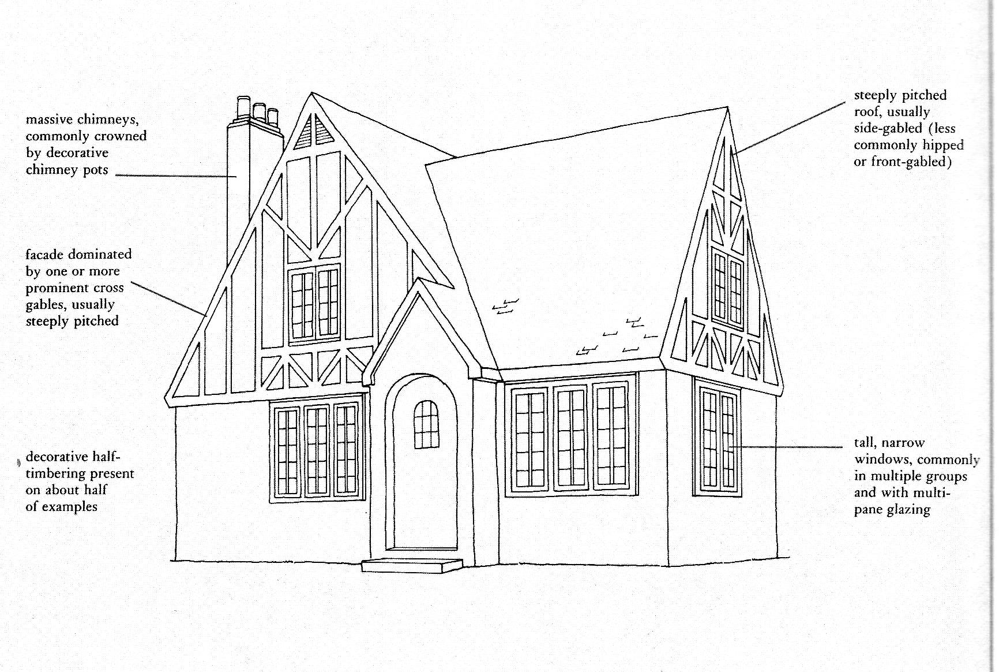 massive chimneys,
commonly crowned
by decorative
chimney pots
facade dominated
by one or more
prominent cross
gables, usually
steeply pitched
decorative half-
timbering present
on about half
of examples
steeply pitched
roof, usually
side-gabled (less
commonly hipped
or front-gabled)
tall, narrow
windows, commonly
in multiple groups
and with multi-
pane glazing